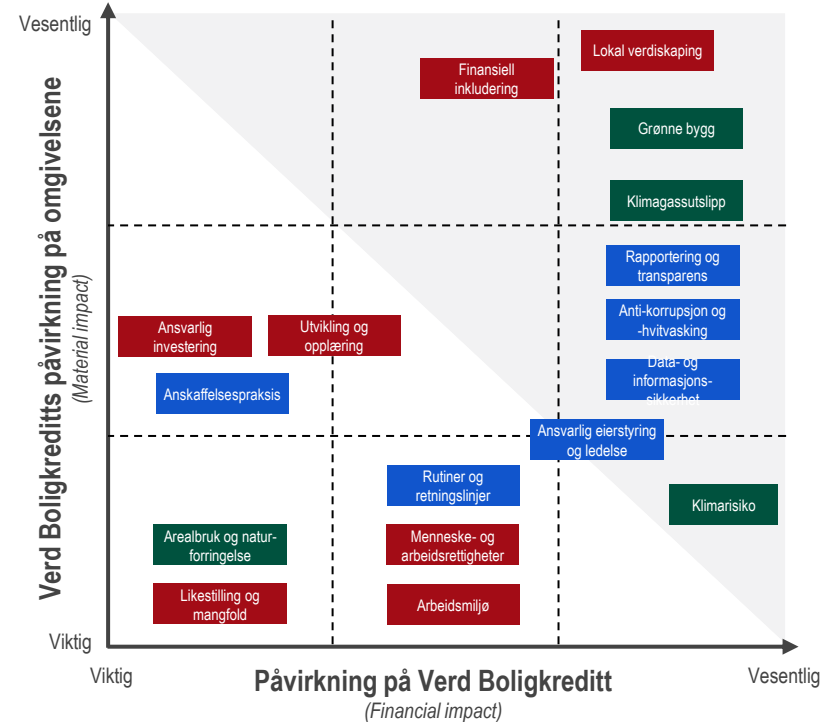 Vesentlig
Verd Boligkreditts påvirkning på omgivelsene
(Material impact)
Lokal verdiskaping
Finansiell
inkludering
Grønne bygg
Klimagassutslipp
Rapportering og
transparens
Anti-korrupsjon og
-hvitvasking
Data- og
informasjons-
sikkerhet
Ansvarlig
investering
Utvikling og
opplæring
Anskaffelsespraksis
Ansvarlig eierstyring
og ledelse
Rutiner og
retningslinjer
Klimarisiko
Arealbruk og natur-
forringelse
Menneske- og
arbeidsrettigheter
Likestilling og
mangfold
Arbeidsmiljø
Viktig
Viktig
Påvirkning på Verd Boligkreditt
(Financial impact)
Vesentlig